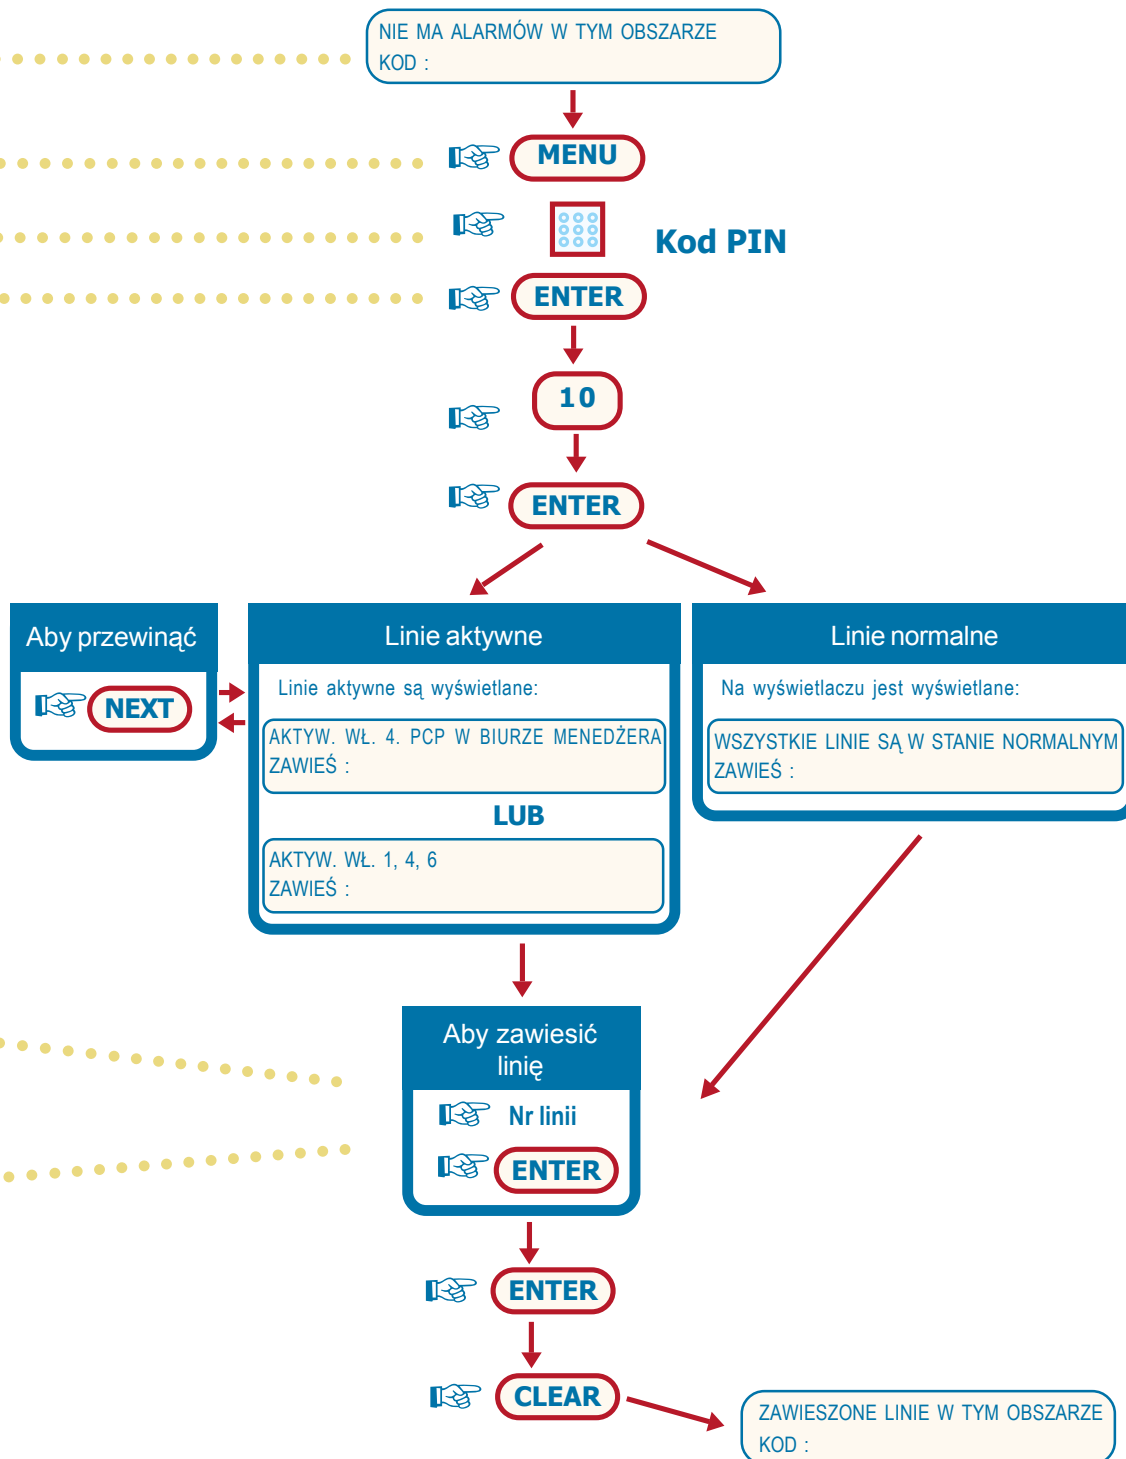 NIE MA ALARMÓW W TYM OBSZARZE
KOD :
MENU
Kod PIN
ENTER
10
ENTER
Aby przewinąć
NEXT
Linie aktywne
Linie aktywne są wyświetlane:
AKTYW. WŁ. 4. PCP W BIURZE MENEDŻERA
ZAWIEŚ :
LUB
AKTYW. WŁ. 1, 4, 6
ZAWIEŚ :
Linie normalne
Na wyświetlaczu jest wyświetlane:
WSZYSTKIE LINIE SĄ W STANIE NORMALNYM
ZAWIEŚ :
Aby zawiesić
linię
Nr linii
ENTER
ENTER
CLEAR
ZAWIESZONE LINIE W TYM OBSZARZE
KOD :